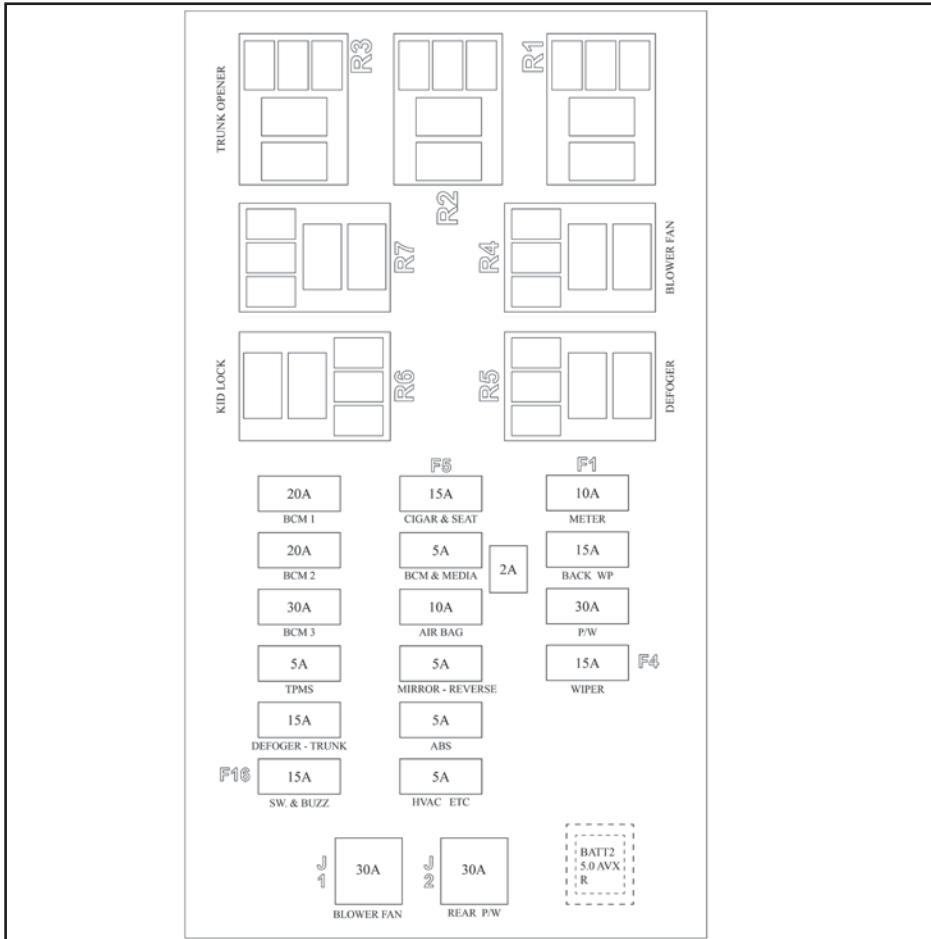 TRUNK OPENER
R3
R2
R1
R7
R4
BLOWER FAN
KID LOCK
R6
R5
DEFOGER
F5
F1
20A
BCM 1
15A
CIGAR & SEAT
10A
METER
20A
BCM 2
5A
BCM & MEDIA
2A
15A
BACK WP
30A
BCM 3
10A
AIR BAG
30A
P/W
5A
TPMS
5A
MIRROR - REVERSE
15A
F4
WIPER
15A
DEFOGER - TRUNK
5A
ABS
F16
15A
SW. & BUZZ
5A
HVAC ETC
J1
30A
BLOWER FAN
J2
30A
REAR P/W
BATT2
5.0 AVX
R